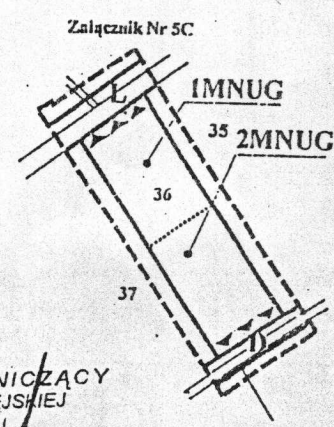 Załącznik Nr 5C
L
1MNUG
35
2MNUG
36
37
D
NICZĄCY
EJSKIEJ